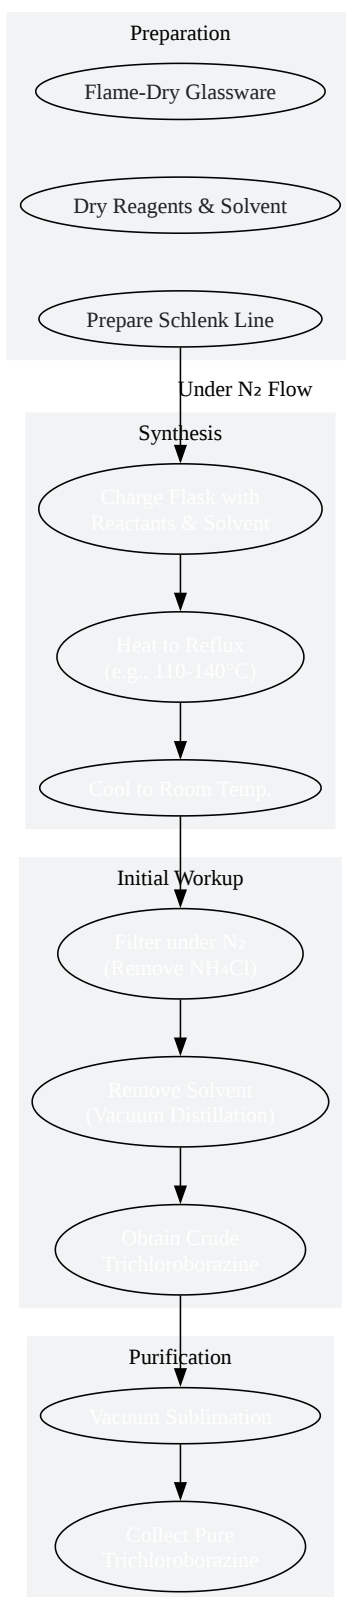 Preparation
Flame-Dry Glassware
Dry Reagents & Solvent
Prepare Schlenk Line
Under N₂ Flow
Synthesis
Charge Flask with
Reactants & Solvent
Heat to Reflux
(e.g., 110-140°C)
Cool to Room Temp.
Initial Workup
Filter under N₂
(Remove NH₄Cl)
Remove Solvent
(Vacuum Distillation)
Obtain Crude
Trichloroborazine
Purification
Vacuum Sublimation
Collect Pure
Trichloroborazine